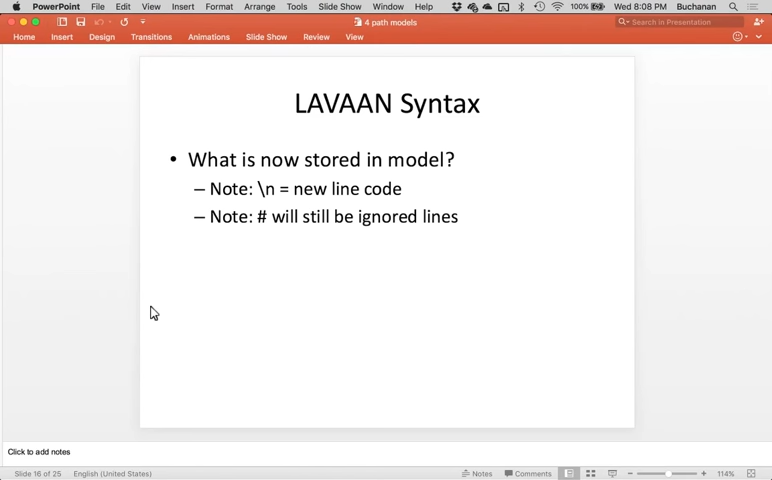 PowerPoint File Edit View Insert Format Arrange Tools Slide Show Window Help 100% Wed 8:08 PM Buchanan
4 path models
Search in Presentation
Home Insert Design Transitions Animations Slide Show Review View
LAVAAN Syntax
• What is now stored in model?
– Note: \n = new line code
– Note: # will still be ignored lines
Click to add notes
Slide 16 of 25 English (United States) Notes Comments 114%